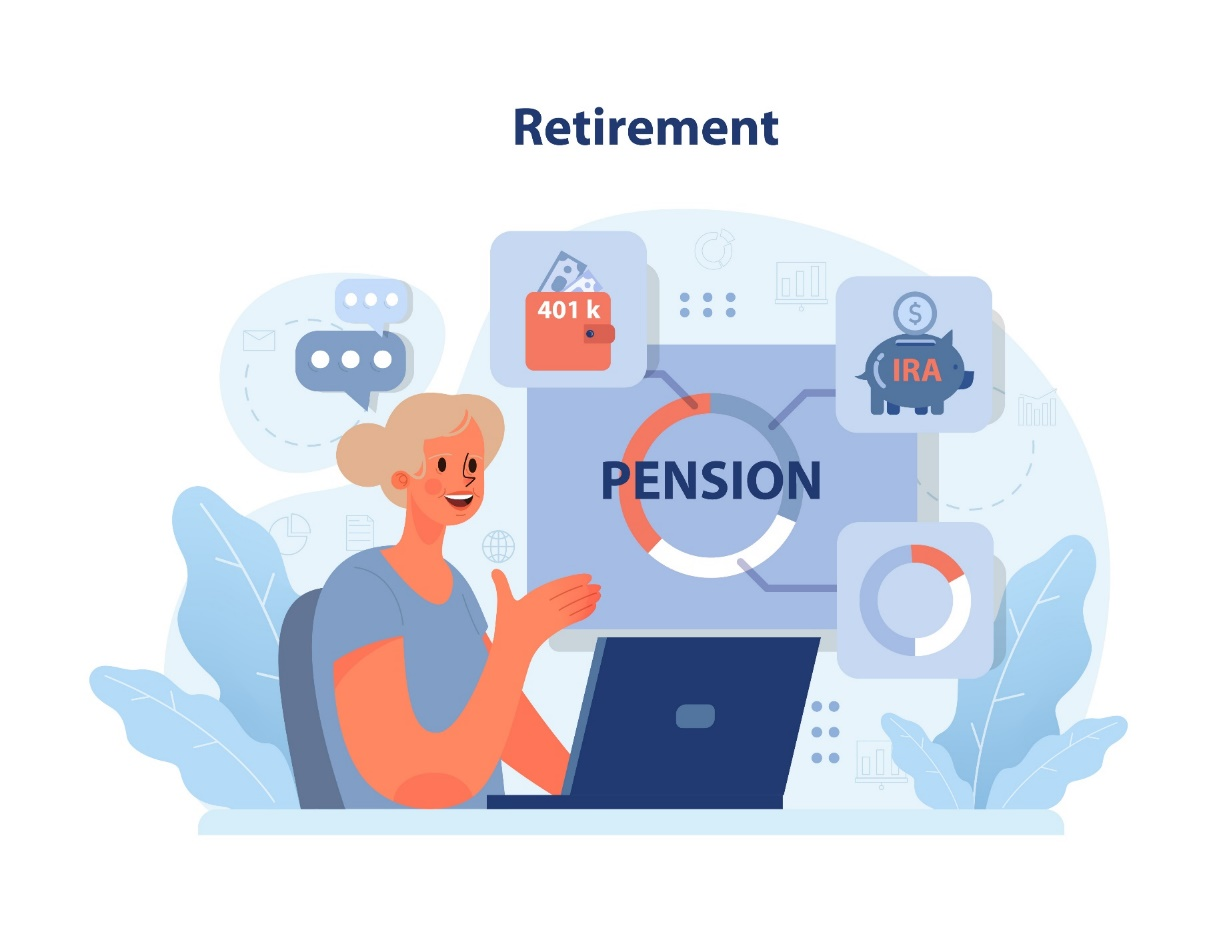 Retirement
401 k
$
IRA
PENSION